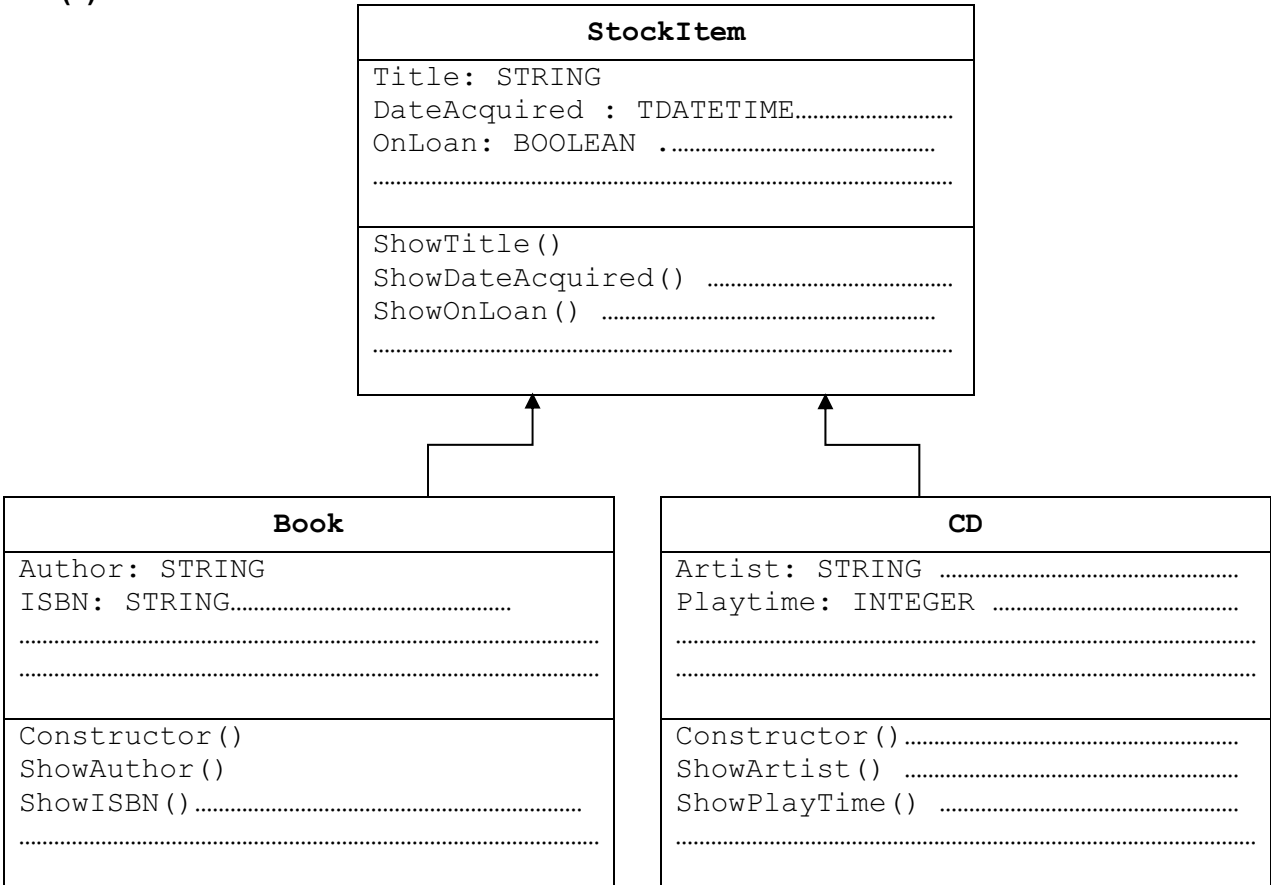 StockItem
Title: STRING
DateAcquired : TDATETIME
OnLoan: BOOLEAN .
ShowTitle()
ShowDateAcquired()
ShowOnLoan()
Book
Author: STRING
ISBN: STRING
Constructor()
ShowAuthor()
ShowISBN()
CD
Artist: STRING
Playtime: INTEGER
Constructor()
ShowArtist()
ShowPlayTime()